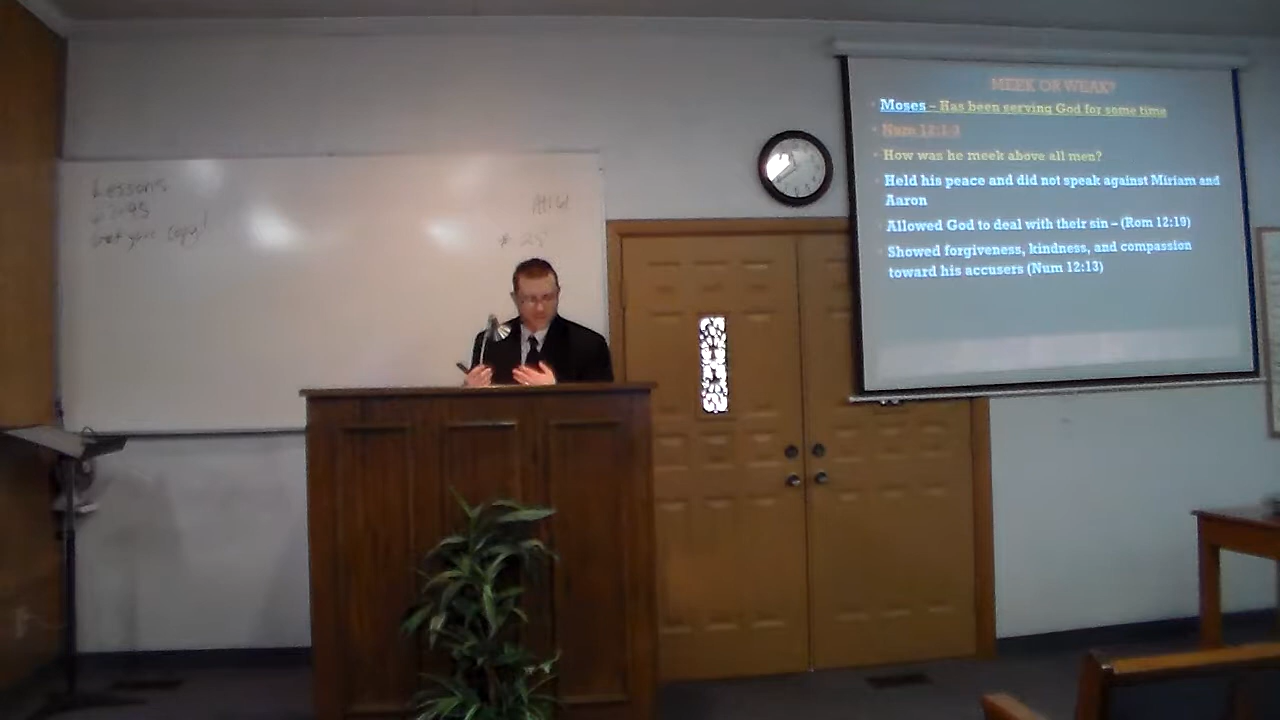 Lessons
Get your copy!
# 25
MEEK OR WEAK?
Moses – Has been serving God for some time
Num 12:1-3
How was he meek above all men?
Held his peace and did not speak against Miriam and
Aaron
Allowed God to deal with their sin – (Rom 12:19)
Showed forgiveness, kindness, and compassion
toward his accusers (Num 12:13)